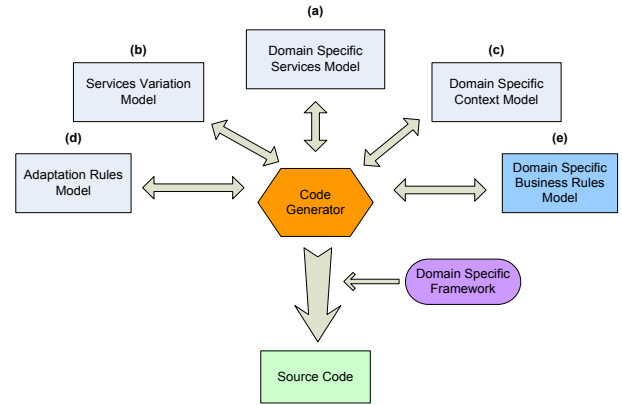 (a)
Domain Specific
Services Model
(b)
Services Variation
Model
(c)
Domain Specific
Context Model
(d)
Adaptation Rules
Model
(e)
Domain Specific
Business Rules
Model
Code
Generator
Domain Specific
Framework
Source Code